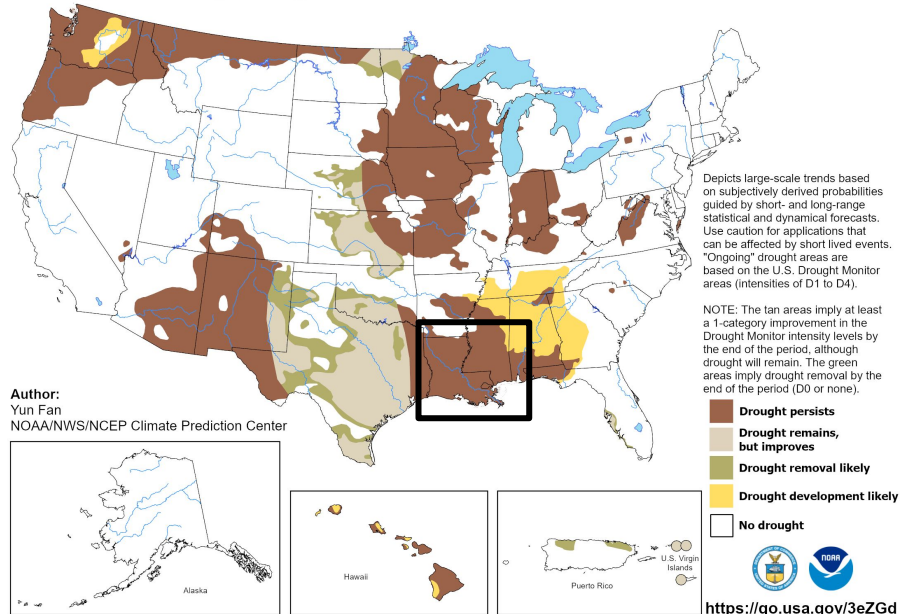 Depicts large-scale trends based
on subjectively derived probabilities
guided by short- and long-range
statistical and dynamical forecasts.
Use caution for applications that
can be affected by short lived events.
"Ongoing" drought areas are
based on the U.S. Drought Monitor
areas (intensities of D1 to D4).
NOTE: The tan areas imply at least
a 1-category improvement in the
Drought Monitor intensity levels by
the end of the period, although
drought will remain. The green
areas imply drought removal by the
end of the period (D0 or none).
Author:
Yun Fan
NOAA/NWS/NCEP Climate Prediction Center
Drought persists
Drought remains,
but improves
Drought removal likely
Drought development likely
No drought
Alaska
Hawaii
Puerto Rico
U.S. Virgin
Islands
NOAA
https://go.usa.gov/3eZGd